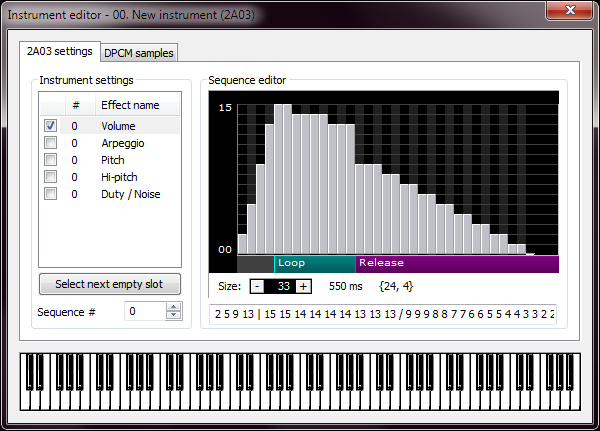 Instrument editor - 00. New instrument (2A03)
2A03 settings
DPCM samples
Instrument settings
# Effect name
0 Volume
0 Arpeggio
0 Pitch
0 Hi-pitch
0 Duty / Noise
Select next empty slot
Sequence # 0
Sequence editor
15
00
Loop
Release
Size: - 33 + 550 ms {24, 4}
2 5 9 13 | 15 15 14 14 14 14 13 13 13 / 9 9 9 8 8 7 7 6 6 5 5 4 4 3 3 2 2